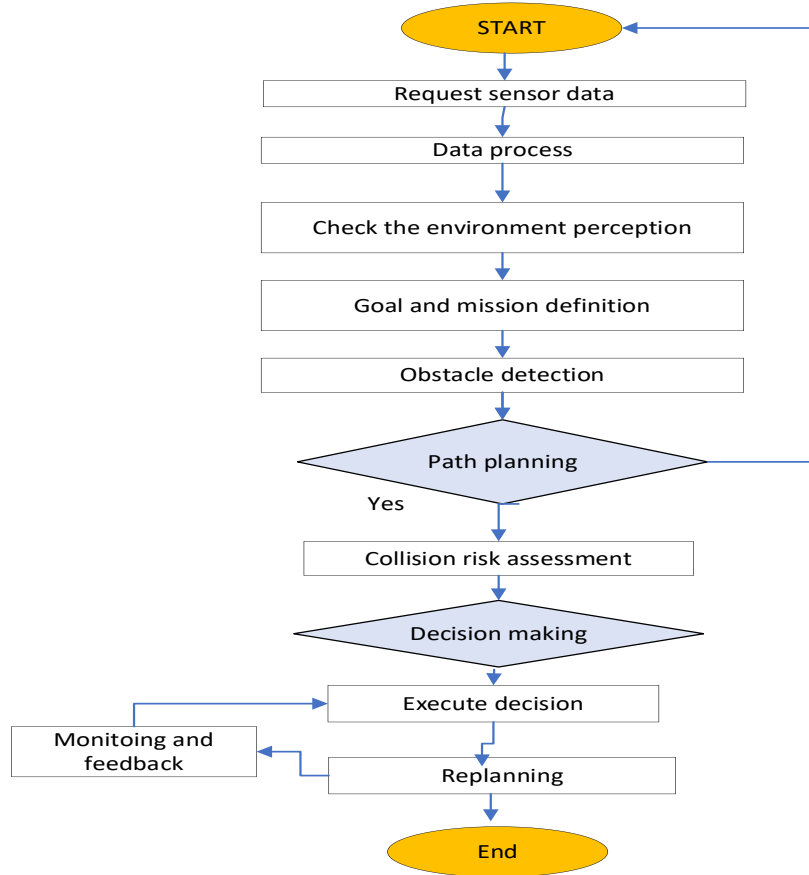 START
Request sensor data
Data process
Check the environment perception
Goal and mission definition
Obstacle detection
Path planning
Yes
Collision risk assessment
Decision making
Execute decision
Monitoing and
feedback
Replanning
End